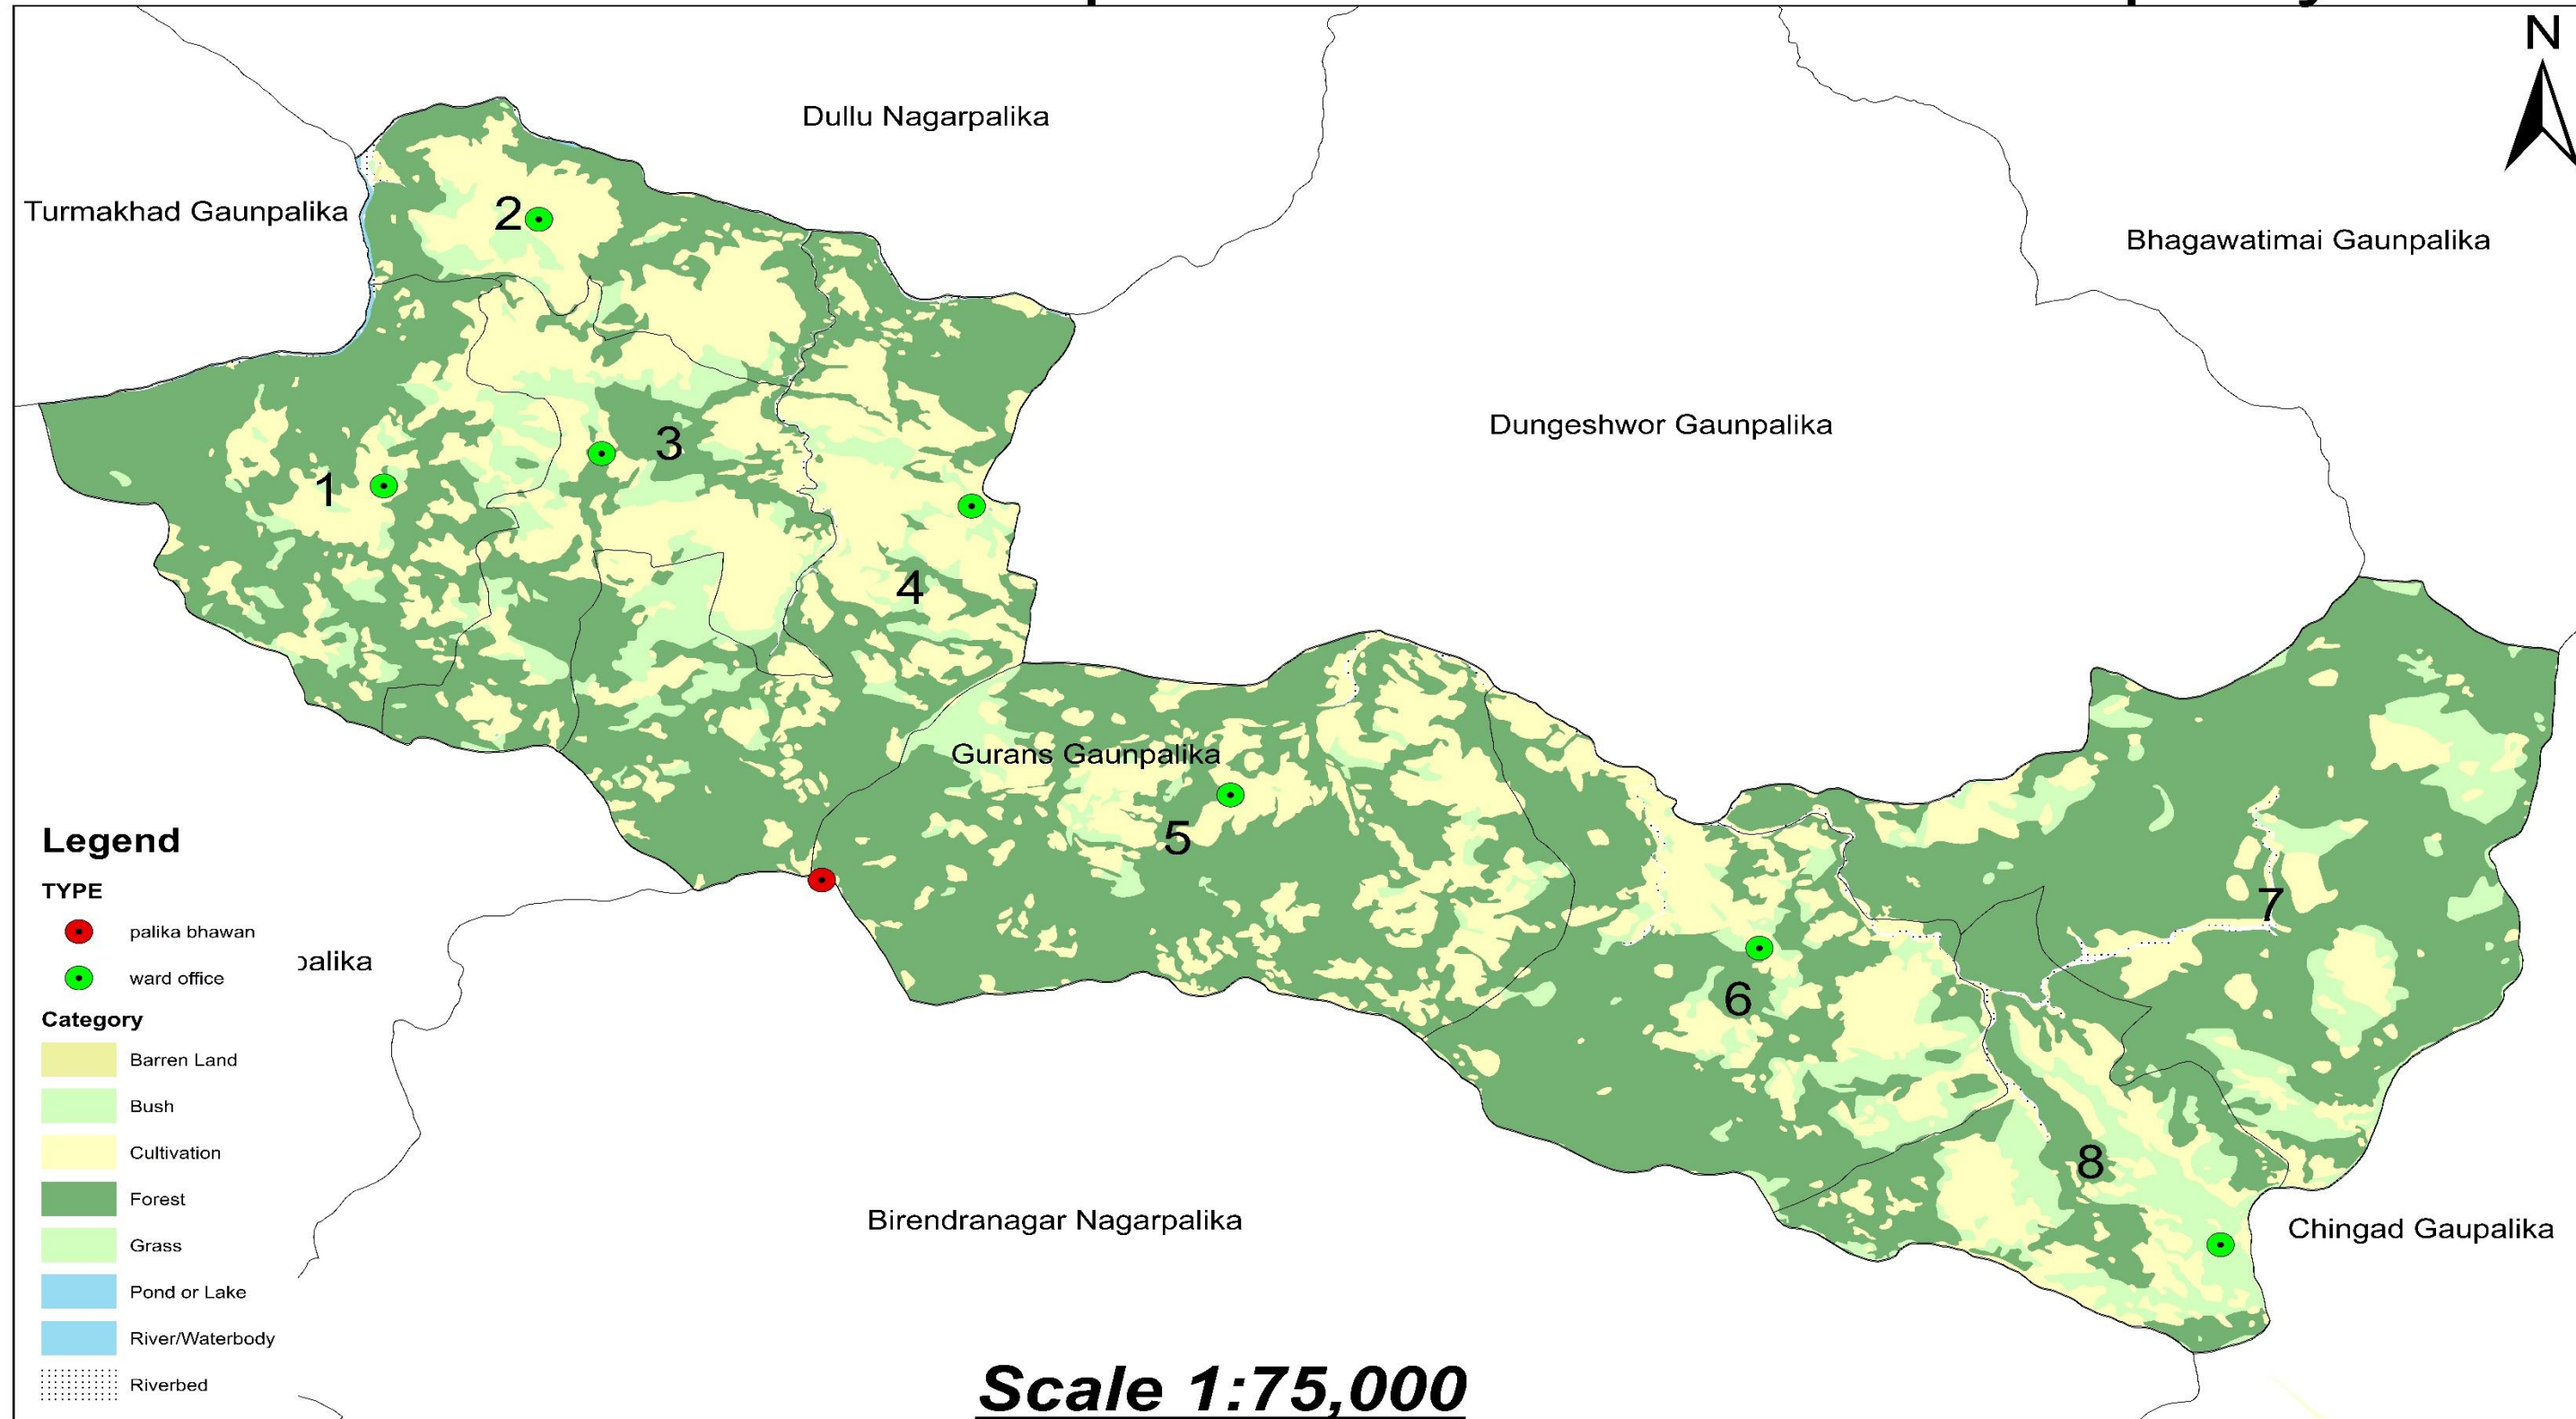 N
Dullu Nagarpalika
Turmakhad Gaunpalika
2
Bhagawatimai Gaunpalika
Dungeshwor Gaunpalika
3
1
4
Gurans Gaunpalika
5
7
6
8
Legend
TYPE
palika bhawan
ward office
palika
Category
Barren Land
Bush
Cultivation
Forest
Grass
Pond or Lake
River/Waterbody
Riverbed
Birendranagar Nagarpalika
Chingad Gaupalika
Scale 1:75,000